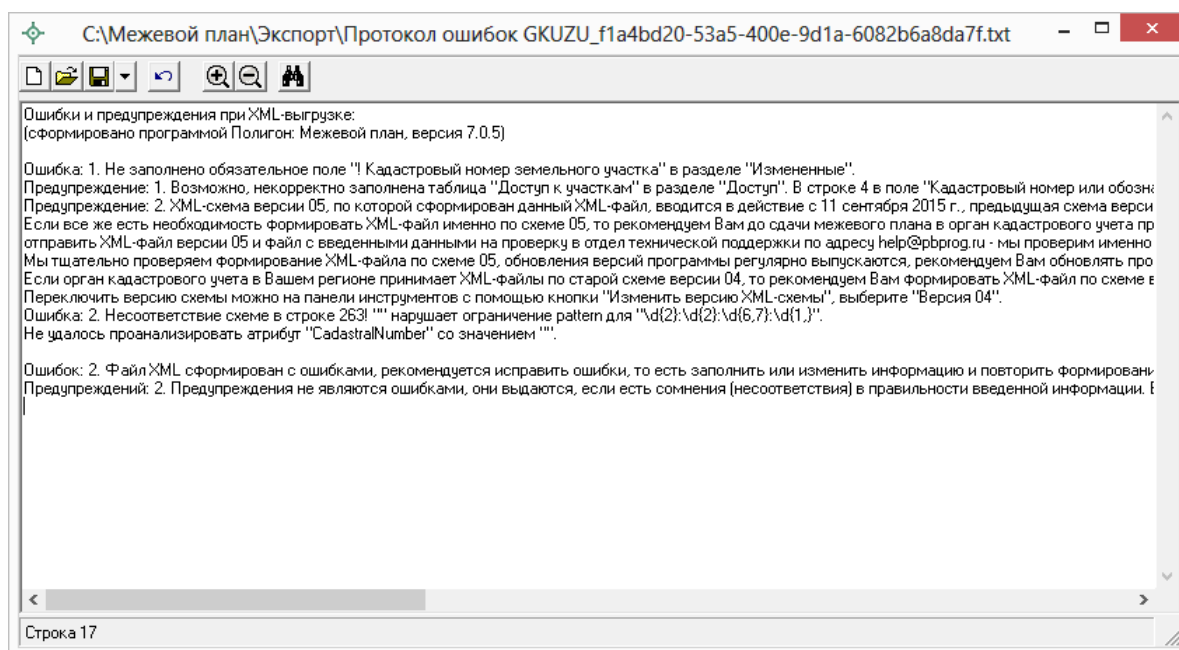 C:\Межевой план\Экспорт\Протокол ошибок GKUZU_f1a4bd20-53a5-400e-9d1a-6082b6a8da7f.txt
Ошибки и предупреждения при XML-выгрузке:
(сформировано программой Полигон: Межевой план, версия 7.0.5)
Ошибка: 1. Не заполнено обязательное поле "! Кадастровый номер земельного участка" в разделе "Измененные".
Предупреждение: 1. Возможно, некорректно заполнена таблица "Доступ к участкам" в разделе "Доступ". В строке 4 в поле "Кадастровый номер или
Предупреждение: 2. XML-схема версии 05, по которой сформирован данный XML-файл, вводится в действие с 11 сентября 2015 г., предыдущая схема
Если все же есть необходимость формировать XML-файл именно по схеме 05, то рекомендуем Вам до сдачи межевого плана в орган кадастрового учета
отправить XML-файл версии 05 и файл с введенными данными на проверку в отдел технической поддержки по адресу help@pbprog.ru - мы проверим именно
Мы тщательно проверяем формирование XML-файла по схеме 05, обновления версий программы регулярно выпускаются, рекомендуем Вам обновлять
Если орган кадастрового учета в Вашем регионе принимает XML-файлы по старой схеме версии 04, то рекомендуем Вам формировать XML-файл по схеме
Переключить версию схемы можно на панели инструментов с помощью кнопки "Изменить версию XML-схемы", выберите "Версия 04".
Ошибка: 2. Несоответствие схеме в строке 263! "" нарушает ограничение pattern для "\d{2}:\d{2}:\d{6,7}:\d{1,}".
Не удалось проанализировать атрибут "CadastralNumber" со значением "".
Ошибок: 2. Файл XML сформирован с ошибками, рекомендуется исправить ошибки, то есть заполнить или изменить информацию и повторить
Предупреждений: 2. Предупреждения не являются ошибками, они выдаются, если есть сомнения (несоответствия) в правильности введенной информации.
Строка 17